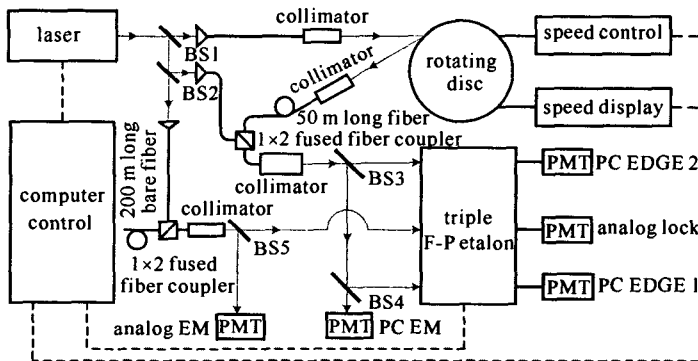 collimator
laser
BS1
speed control
BS2
collimator
rotating
disc
50 m long fiber
speed display
1×2 fused fiber coupler
200 m long
bare fiber
collimator
BS3
PMT PC EDGE 2
computer
control
collimator
triple
F-P etalon
PMT analog lock
BS5
1×2 fused
fiber coupler
BS4
PMT PC EDGE 1
analog EM PMT
PMT PC EM